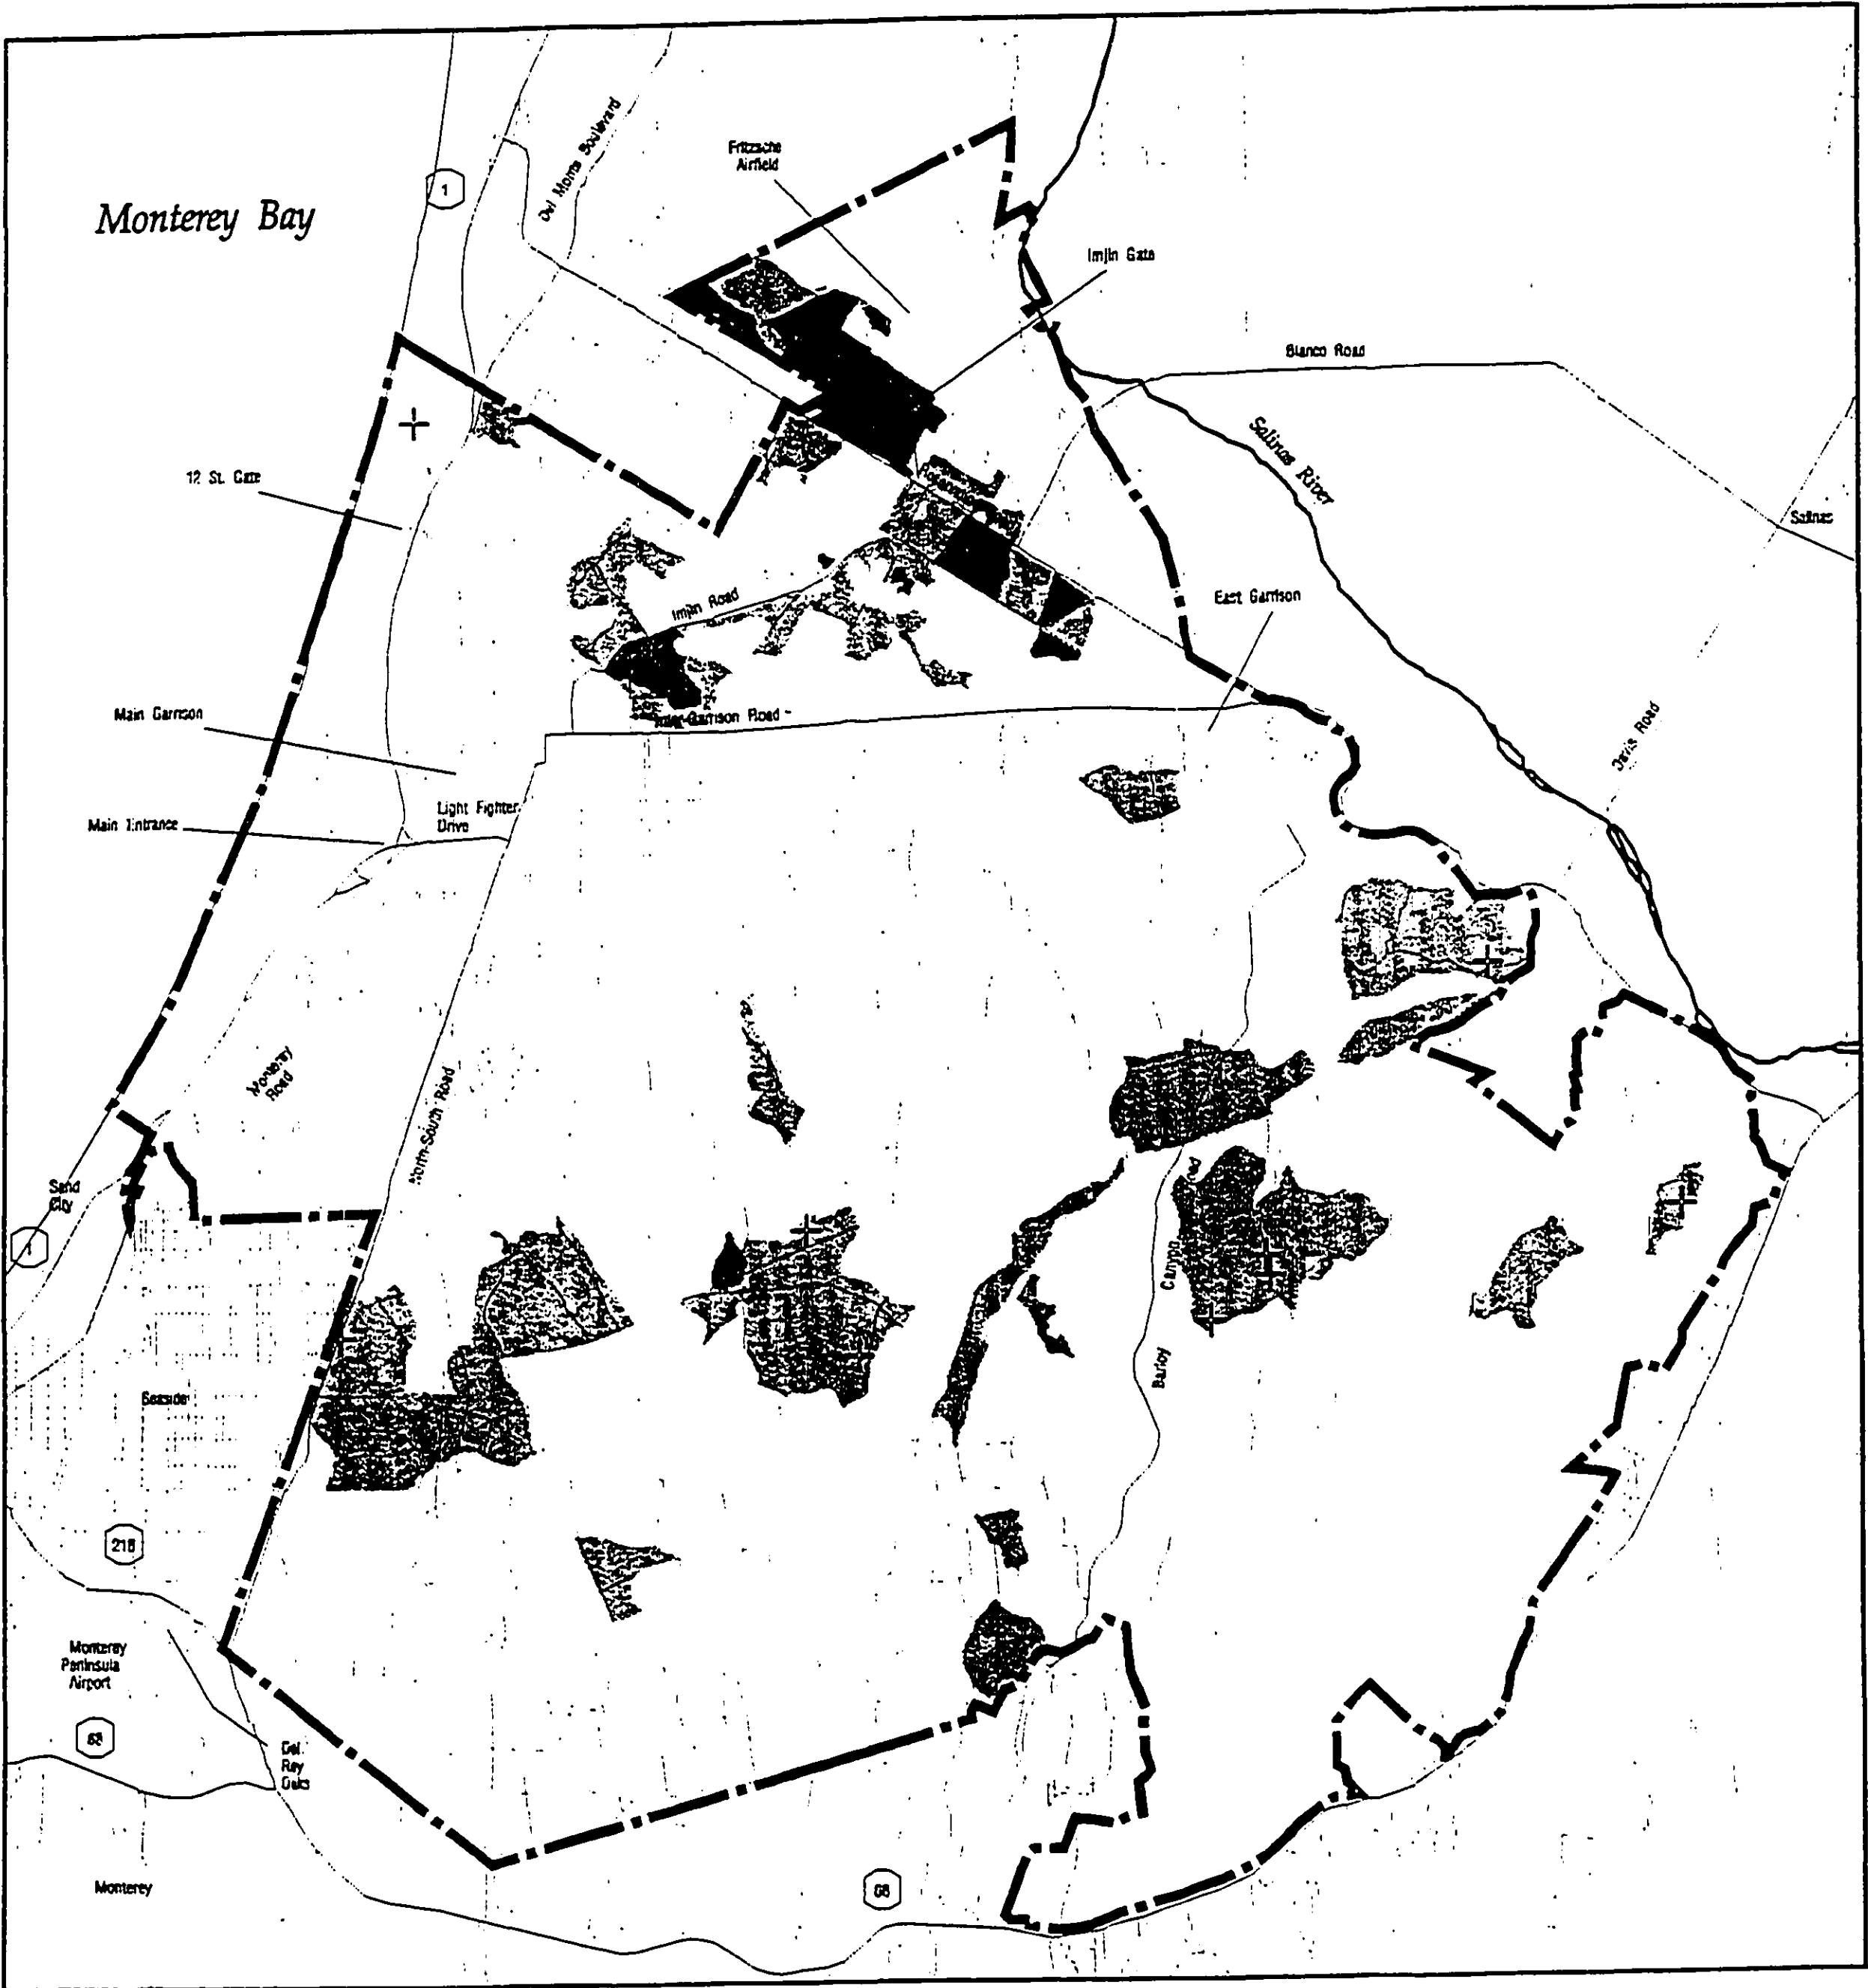 Monterey Bay
1
Del Monte Boulevard
Fritzsche
Airfield
Imjin Gate
Blanco Road
Salinas River
Salinas
12 St. Gate
Reservation
Imjin Road
East Garrison
Main Garrison
Inter-Garrison Road
Davis Road
Light Fighter
Drive
Main Entrance
Monterey
Road
North-South Road
Sand
City
1
Barloy Canyon
Seaside
218
Monterey
Peninsula
Airport
68
Del
Rey
Oaks
Monterey
68